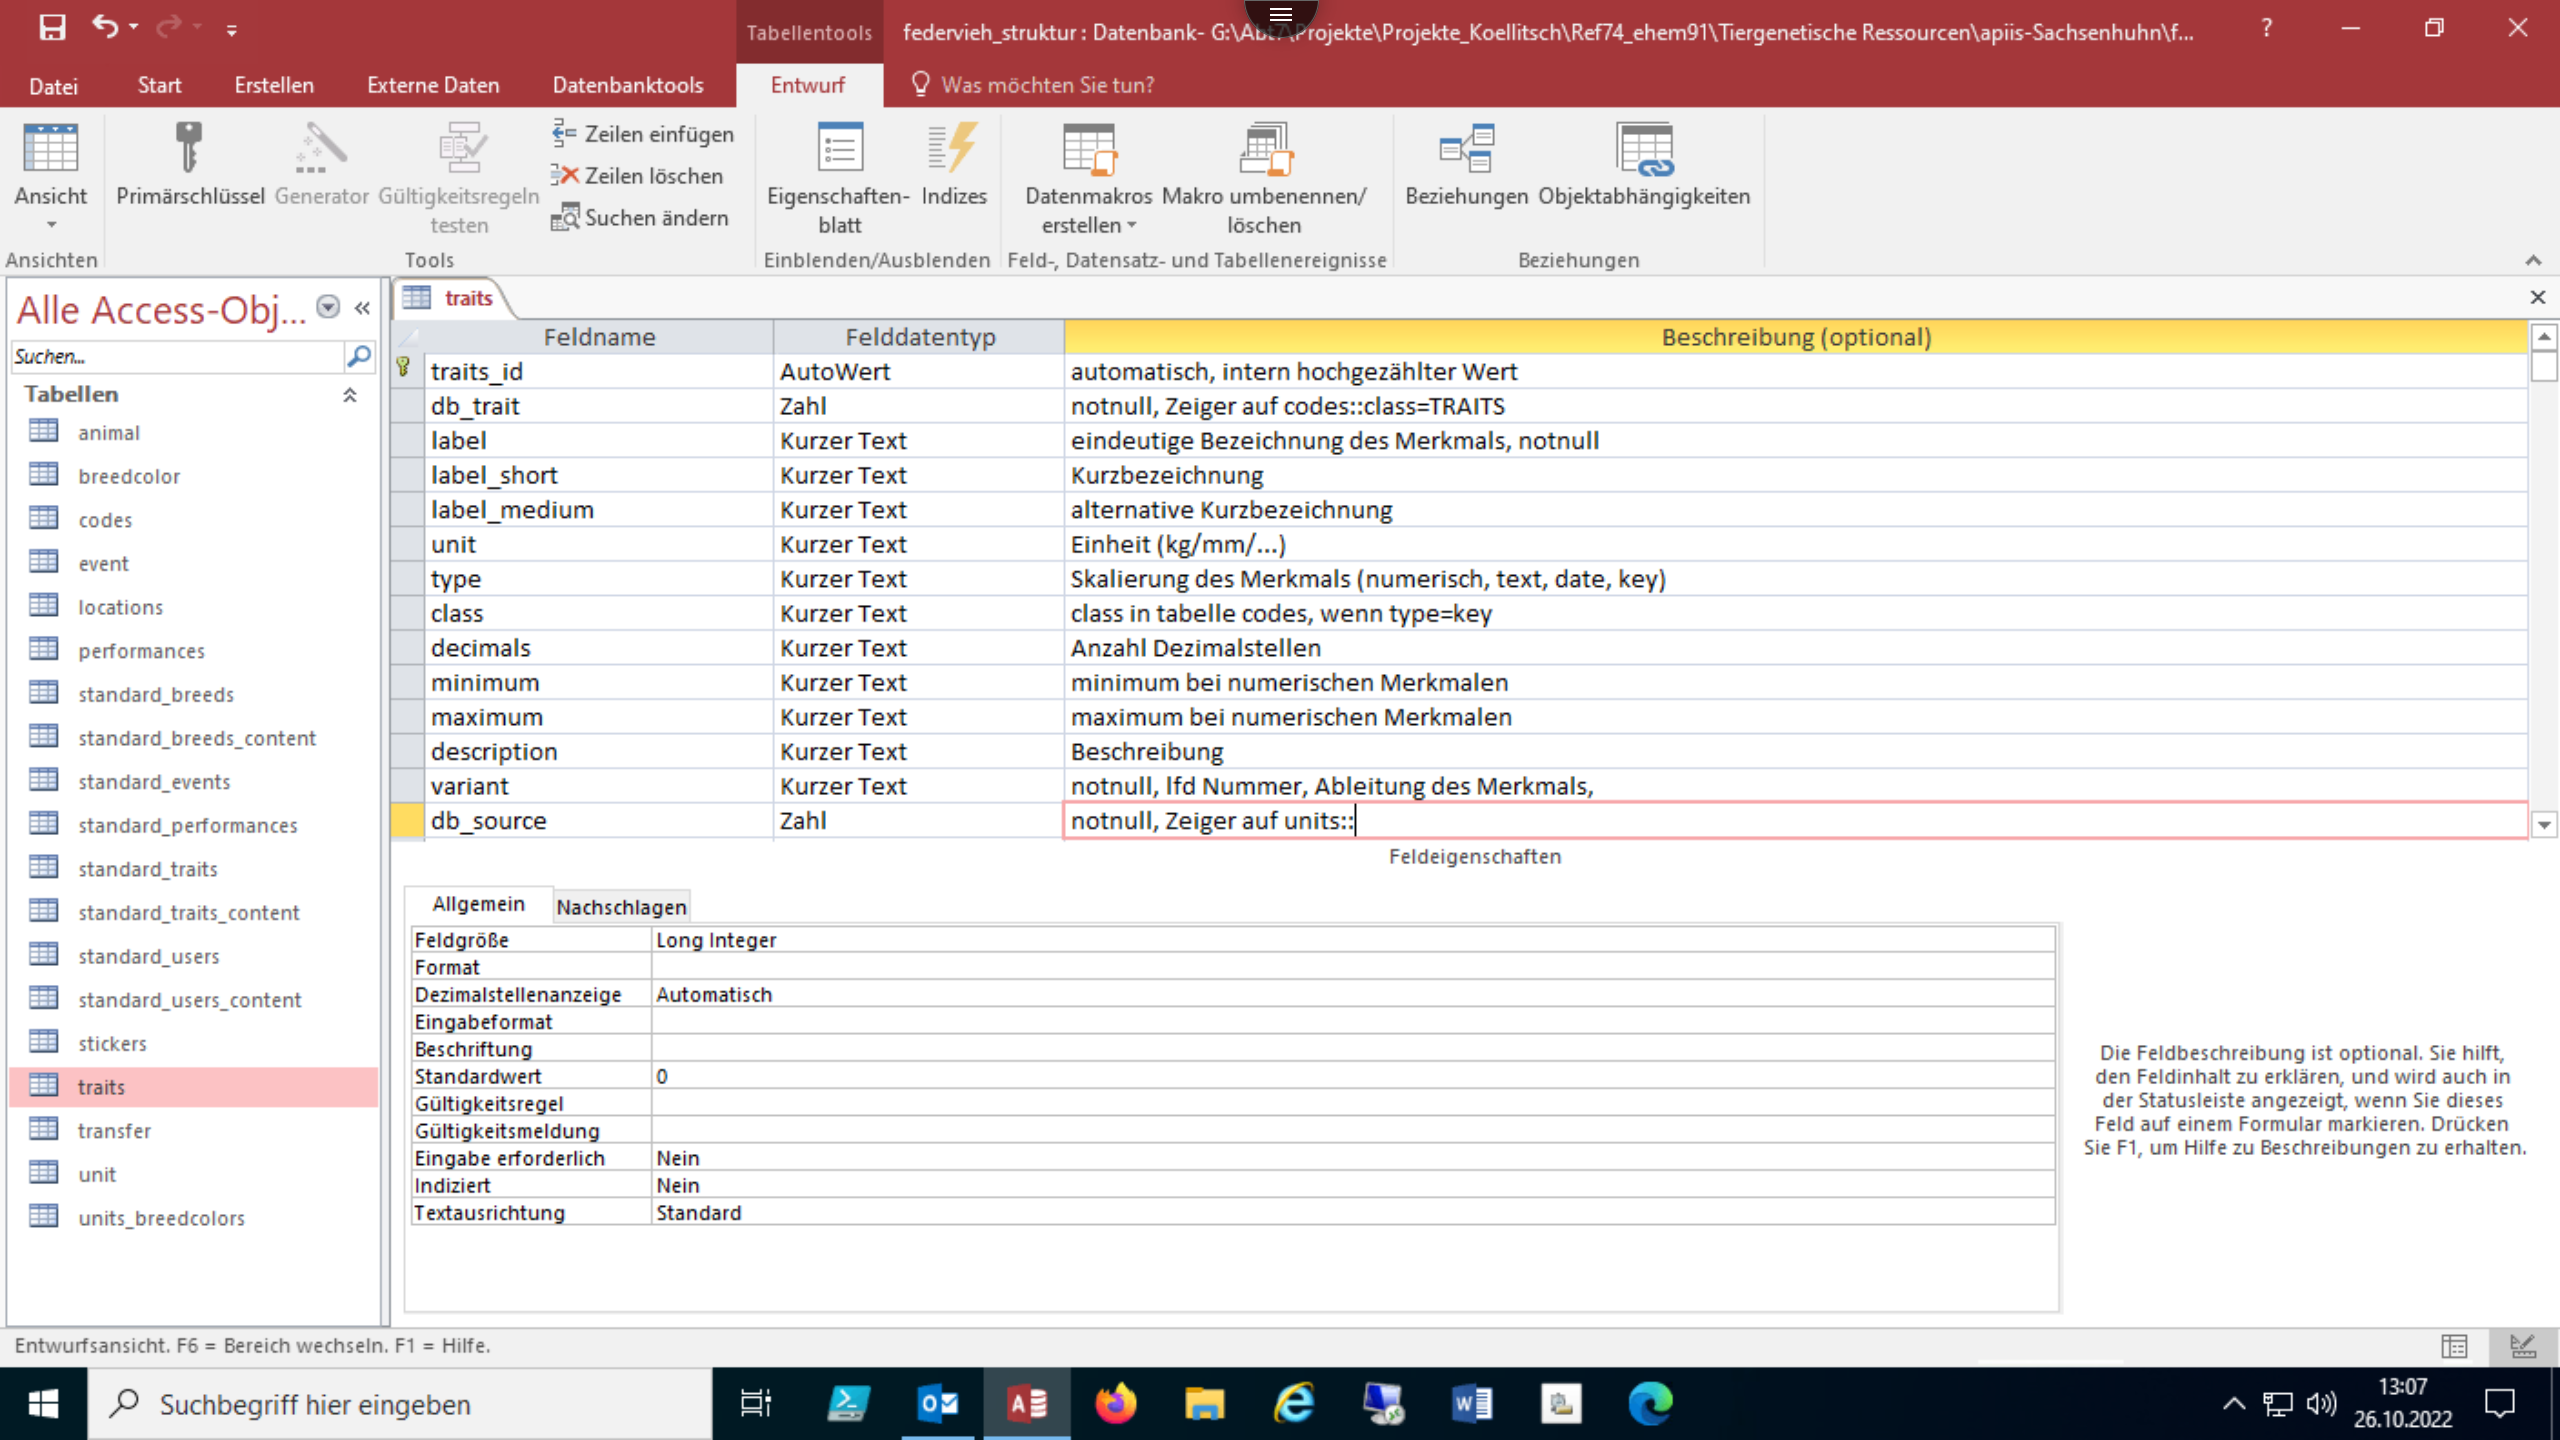 Tabellentools
federvieh_struktur : Datenbank- G:\Abt7\Projekte\Projekte_Koellitsch\Ref74_ehem91\Tiergenetische Ressourcen\apiis-Sachsenhuhn\f...
?
Datei Start Erstellen Externe Daten Datenbanktools Entwurf Was möchten Sie tun?
Ansicht
Primärschlüssel
Generator
Gültigkeitsregeln
testen
Zeilen einfügen
Zeilen löschen
Suchen ändern
Eigenschaften-
blatt
Indizes
Datenmakros
erstellen
Makro umbenennen/
löschen
Beziehungen
Objektabhängigkeiten
Ansichten
Tools
Einblenden/Ausblenden
Feld-, Datensatz- und Tabellenereignisse
Beziehungen
Alle Access-Obj...
Suchen...
Tabellen
animal
breedcolor
codes
event
locations
performances
standard_breeds
standard_breeds_content
standard_events
standard_performances
standard_traits
standard_traits_content
standard_users
standard_users_content
stickers
traits
transfer
unit
units_breedcolors
traits
Feldname Felddatentyp Beschreibung (optional)
traits_id AutoWert automatisch, intern hochgezählter Wert
db_trait Zahl notnull, Zeiger auf codes::class=TRAITS
label Kurzer Text eindeutige Bezeichnung des Merkmals, notnull
label_short Kurzer Text Kurzbezeichnung
label_medium Kurzer Text alternative Kurzbezeichnung
unit Kurzer Text Einheit (kg/mm/...)
type Kurzer Text Skalierung des Merkmals (numerisch, text, date, key)
class Kurzer Text class in tabelle codes, wenn type=key
decimals Kurzer Text Anzahl Dezimalstellen
minimum Kurzer Text minimum bei numerischen Merkmalen
maximum Kurzer Text maximum bei numerischen Merkmalen
description Kurzer Text Beschreibung
variant Kurzer Text notnull, lfd Nummer, Ableitung des Merkmals,
db_source Zahl notnull, Zeiger auf units::
Feldeigenschaften
Allgemein Nachschlagen
Feldgröße Long Integer
Format
Dezimalstellenanzeige Automatisch
Eingabeformat
Beschriftung
Standardwert 0
Gültigkeitsregel
Gültigkeitsmeldung
Eingabe erforderlich Nein
Indiziert Nein
Textausrichtung Standard
Die Feldbeschreibung ist optional. Sie hilft,
den Feldinhalt zu erklären, und wird auch in
der Statusleiste angezeigt, wenn Sie dieses
Feld auf einem Formular markieren. Drücken
Sie F1, um Hilfe zu Beschreibungen zu erhalten.
Entwurfsansicht. F6 = Bereich wechseln. F1 = Hilfe.
Suchbegriff hier eingeben
13:07
26.10.2022